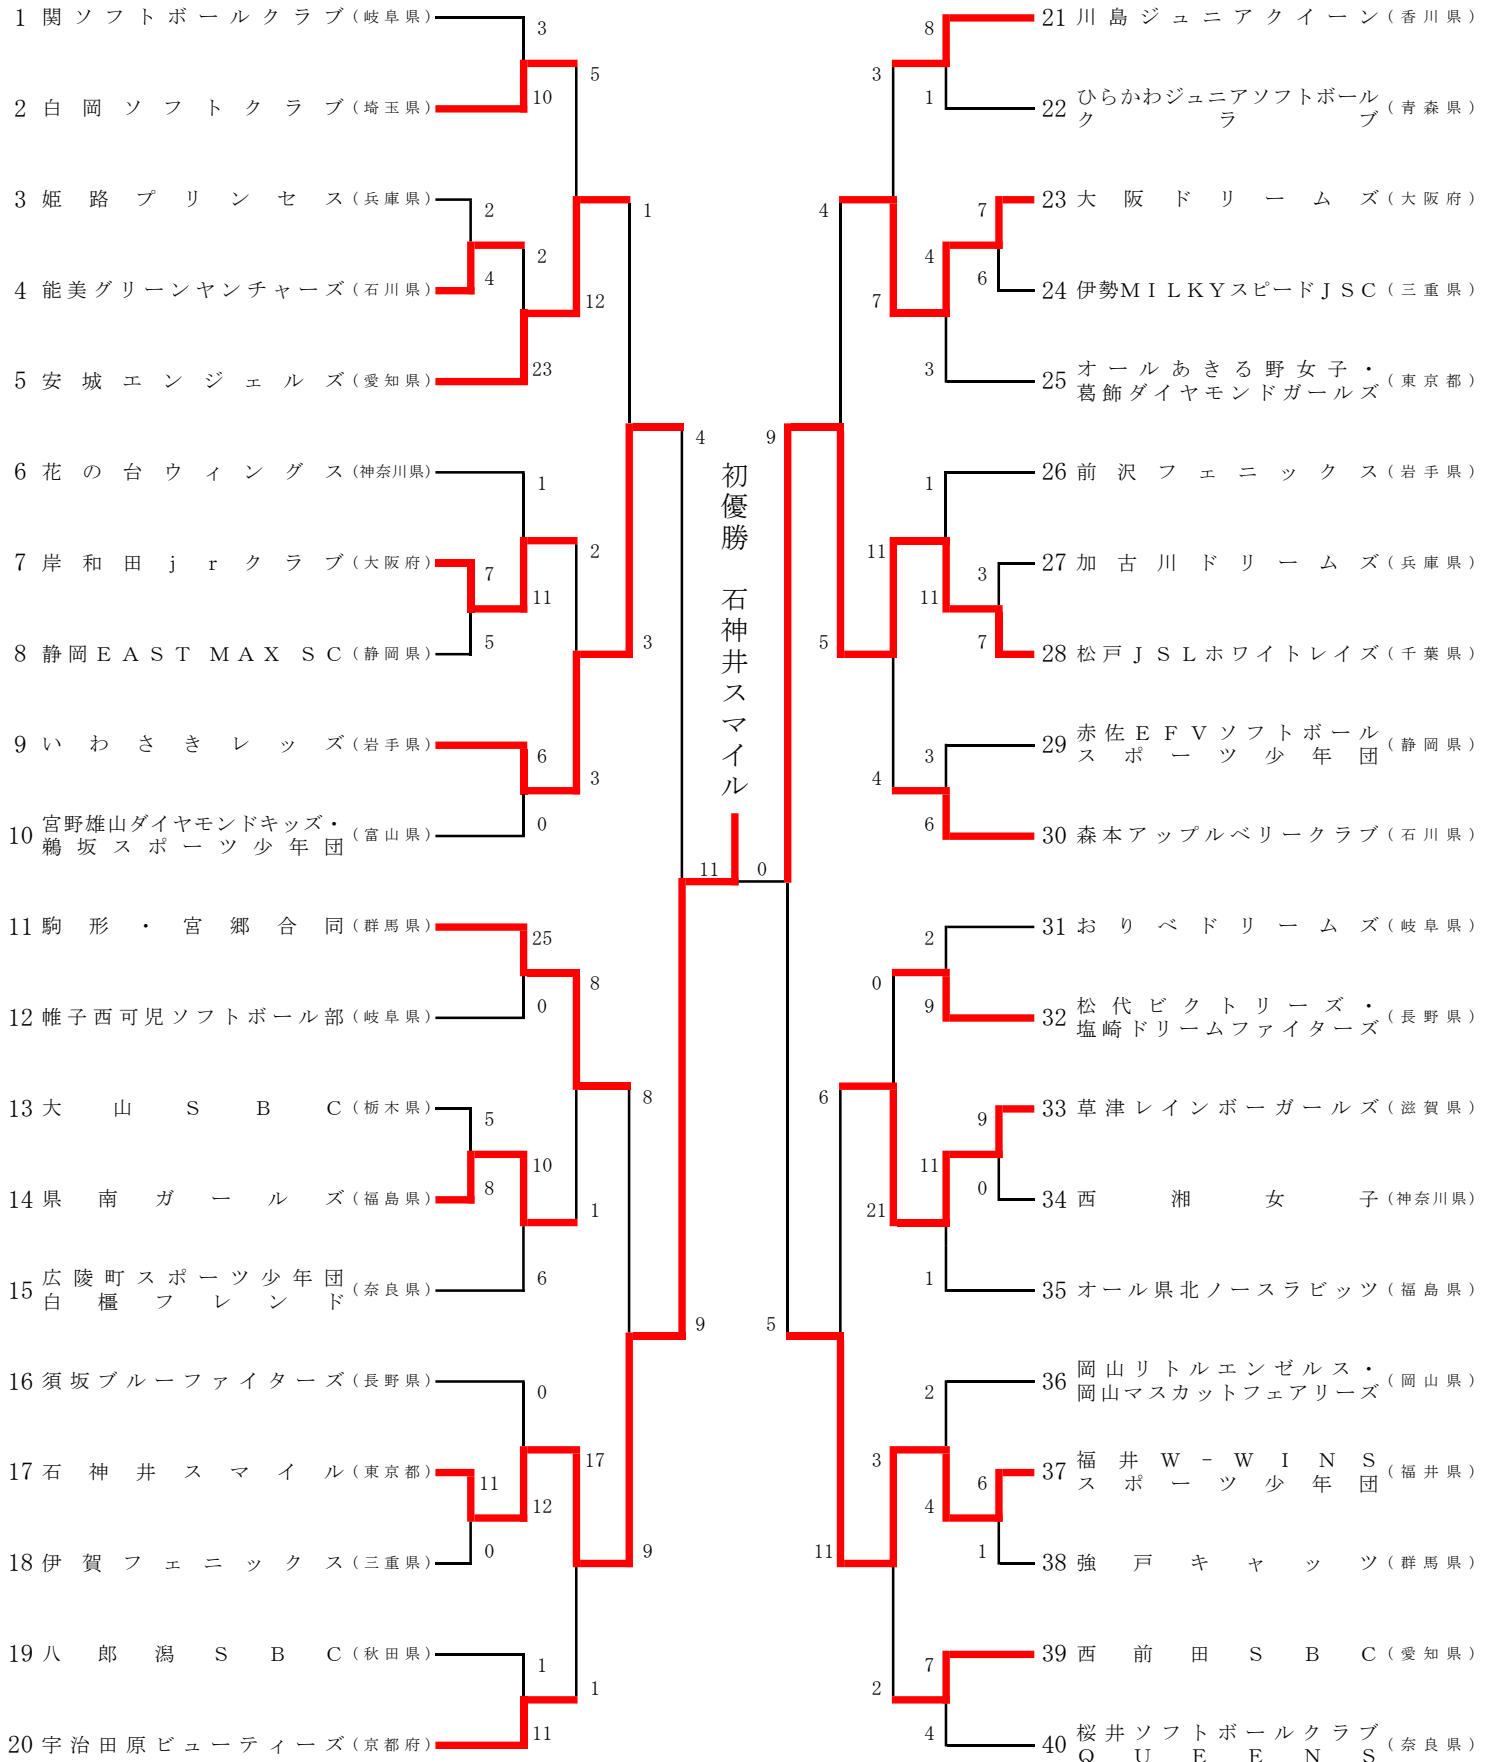 1 関ソフトボールクラブ（岐阜県）
3
5
2 白岡ソフトクラブ（埼玉県）
10
3 姫路プリンセス（兵庫県）
2
1
2
4 能美グリーンヤンチャーズ（石川県）
4
12
5 安城エンジェルズ（愛知県）
23
4
6 花の台ウィングス（神奈川県）
1
2
7 岸和田ｊｒクラブ（大阪府）
7
11
8 静岡ＥＡＳＴ ＭＡＸ ＳＣ（静岡県）
5
3
9 いわさきレッズ（岩手県）
6
3
10 宮野雄山ダイヤモンドキッズ・
鵜坂スポーツ少年団（富山県）
0
11
11 駒形・宮郷合同（群馬県）
25
8
12 帷子西可児ソフトボール部（岐阜県）
0
13 大山ＳＢＣ（栃木県）
5
8
10
14 県南ガールズ（福島県）
8
1
15 広陵町スポーツ少年団
白橿フレンド（奈良県）
6
9
16 須坂ブルーファイターズ（長野県）
0
17
17 石神井スマイル（東京都）
11
12
18 伊賀フェニックス（三重県）
0
9
19 八郎潟ＳＢＣ（秋田県）
1
1
20 宇治田原ビューティーズ（京都府）
11
初優勝 石神井スマイル
21 川島ジュニアクイーン（香川県）
8
3
1
22 ひらかわジュニアソフトボール
クラブ（青森県）
23 大阪ドリームズ（大阪府）
7
4
4
24 伊勢ＭＩＬＫＹスピードＪＳＣ（三重県）
6
7
25 オールあきる野女子・
葛飾ダイヤモンドガールズ（東京都）
3
9
26 前沢フェニックス（岩手県）
1
11
27 加古川ドリームズ（兵庫県）
3
11
28 松戸ＪＳＬホワイトレイズ（千葉県）
7
5
29 赤佐ＥＦＶソフトボール
スポーツ少年団（静岡県）
3
4
30 森本アップルベリークラブ（石川県）
6
0
31 おりべドリームズ（岐阜県）
2
0
32 松代ビクトリーズ・
塩崎ドリームファイターズ（長野県）
9
33 草津レインボーガールズ（滋賀県）
9
6
11
34 西湘女子（神奈川県）
0
21
35 オール県北ノースラビッツ（福島県）
1
5
36 岡山リトルエンゼルス・
岡山マスカットフェアリーズ（岡山県）
2
3
37 福井Ｗ－ＷＩＮＳ
スポーツ少年団（福井県）
6
4
38 強戸キャッツ（群馬県）
1
11
39 西前田ＳＢＣ（愛知県）
7
2
40 桜井ソフトボールクラブ
ＱＵＥＥＮＳ（奈良県）
4